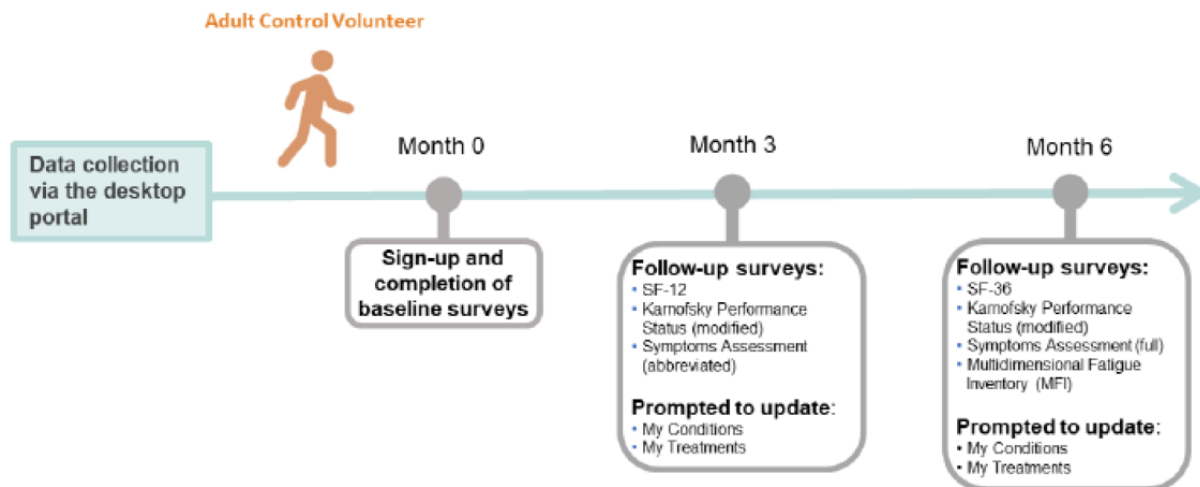 Adult Control Volunteer
Data collection
via the desktop
portal
Month 0
Sign-up and
completion of
baseline surveys
Month 3
Follow-up surveys:
• SF-12
• Karnofsky Performance
Status (modified)
• Symptoms Assessment
(abbreviated)
Prompted to update:
• My Conditions
• My Treatments
Month 6
Follow-up surveys:
• SF-36
• Karnofsky Performance
Status (modified)
• Symptoms Assessment (full)
• Multidimensional Fatigue
Inventory (MFI)
Prompted to update:
• My Conditions
• My Treatments